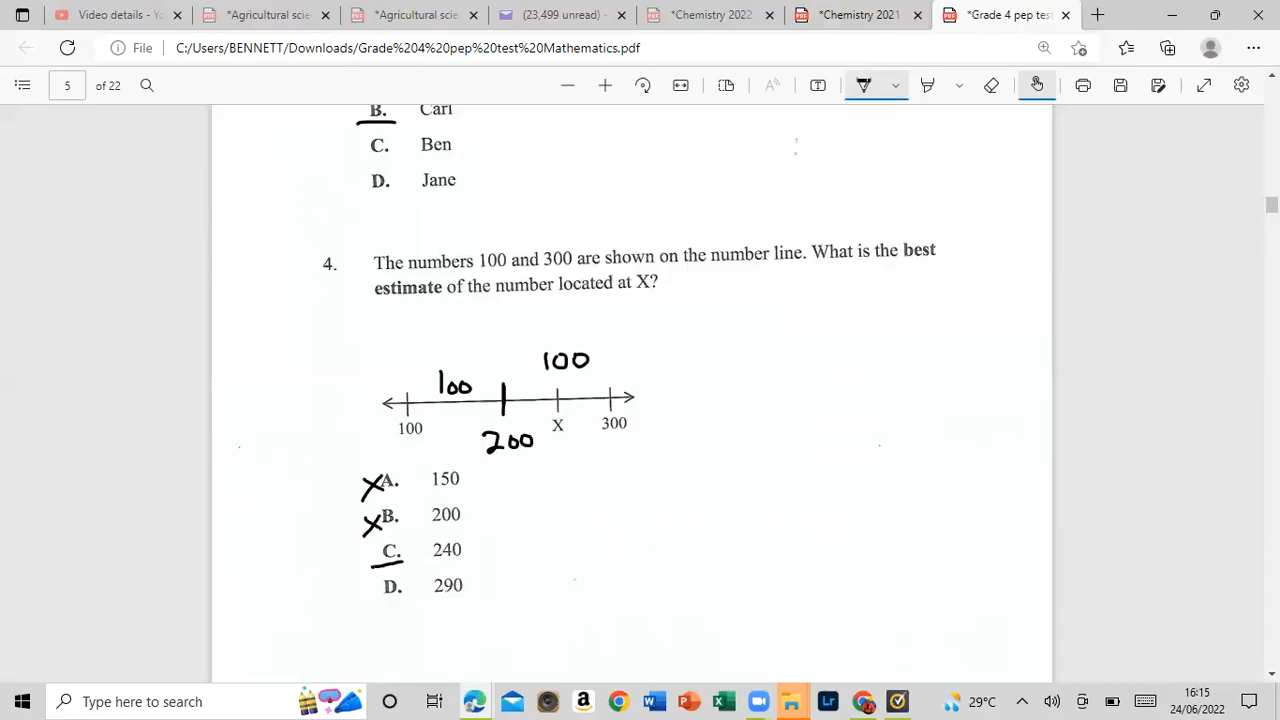 Video details - Yo
*Agricultural scie
*Agricultural scie
(23,499 unread) -
*Chemistry 2022
*Chemistry 2021
*Grade 4 pep tes
File
C:/Users/BENNETT/Downloads/Grade%204%20pep%20test%20Mathematics.pdf
5 of 22
B. Carl
C. Ben
D. Jane
4. The numbers 100 and 300 are shown on the number line. What is the best
estimate of the number located at X?
100 100
100 200 X 300
X A. 150
X B. 200
C. 240
D. 290
Type here to search
29°C
16:15
24/06/2022